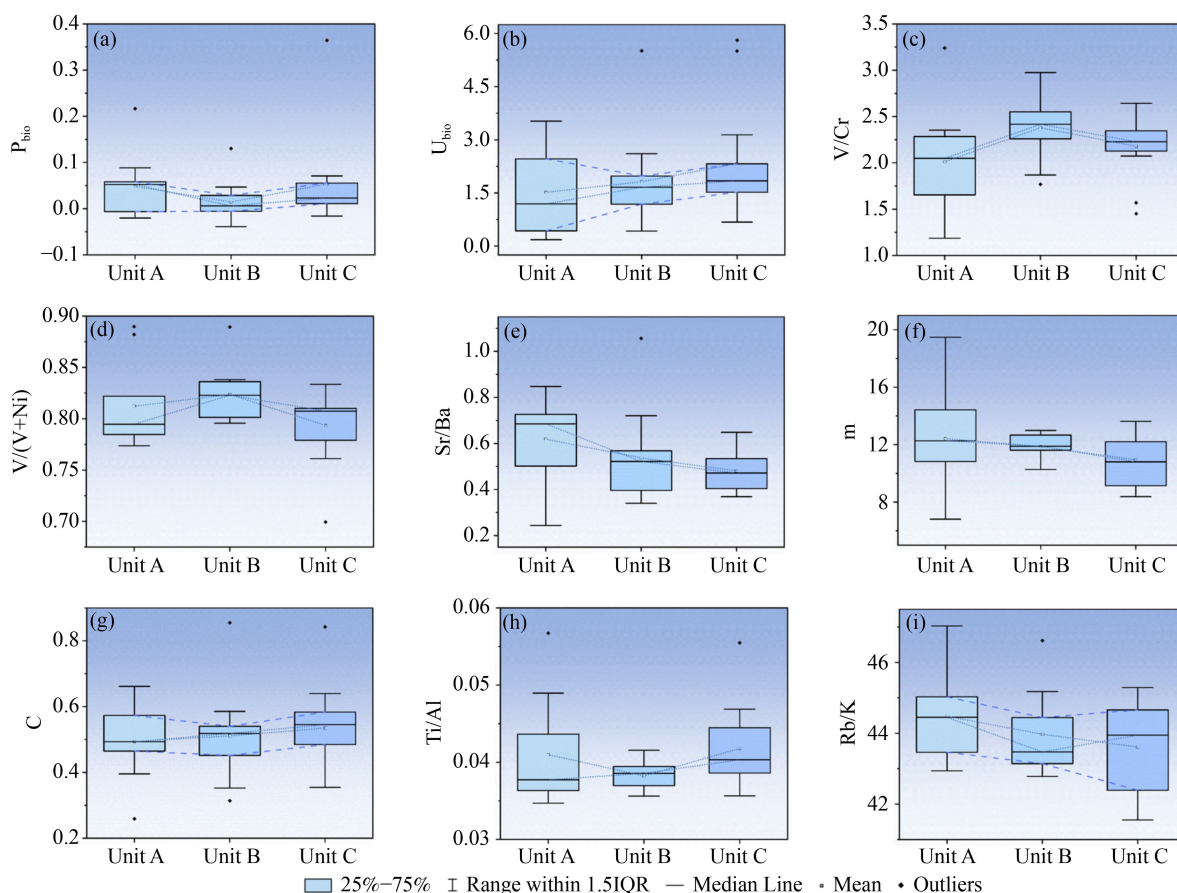 (a)
P_bio
0.4
0.3
0.2
0.1
0.0
−0.1
Unit A Unit B Unit C
(b)
U_bio
6.0
4.5
3.0
1.5
0.0
Unit A Unit B Unit C
(c)
V/Cr
3.5
3.0
2.5
2.0
1.5
1.0
Unit A Unit B Unit C
(d)
V/(V+Ni)
0.90
0.85
0.80
0.75
0.70
Unit A Unit B Unit C
(e)
Sr/Ba
1.0
0.8
0.6
0.4
0.2
Unit A Unit B Unit C
(f)
m
20
16
12
8
Unit A Unit B Unit C
(g)
C
0.8
0.6
0.4
0.2
Unit A Unit B Unit C
(h)
Ti/Al
0.06
0.05
0.04
0.03
Unit A Unit B Unit C
(i)
Rb/K
46
44
42
Unit A Unit B Unit C
25%−75% Range within 1.5IQR Median Line Mean Outliers